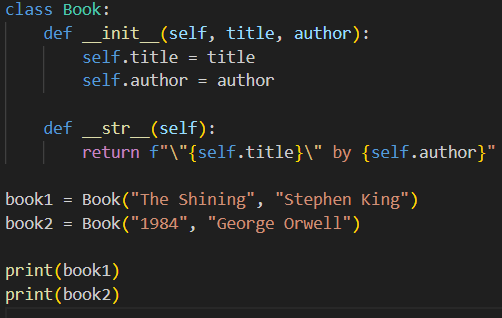 class Book:
    def __init__(self, title, author):
        self.title = title
        self.author = author

    def __str__(self):
        return f"\"{self.title}\" by {self.author}"

book1 = Book("The Shining", "Stephen King")
book2 = Book("1984", "George Orwell")

print(book1)
print(book2)